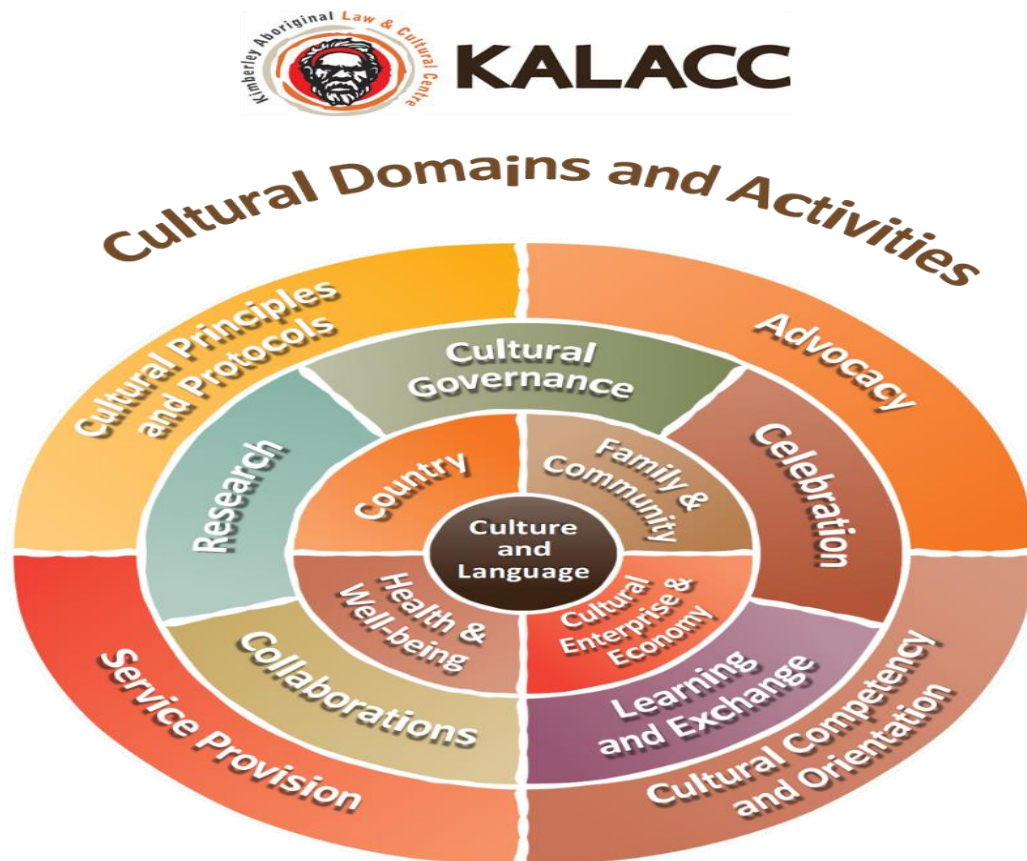 Kimberley Aboriginal Law & Cultural Centre
KALACC
Cultural Domains and Activities
Cultural Principles
and Protocols
Advocacy
Cultural
Governance
Research
Celebration
Country
Family &
Community
Culture
and
Language
Health &
Well-being
Cultural
Enterprise &
Economy
Collaborations
Learning
and Exchange
Service Provision
Cultural Competency
and Orientation